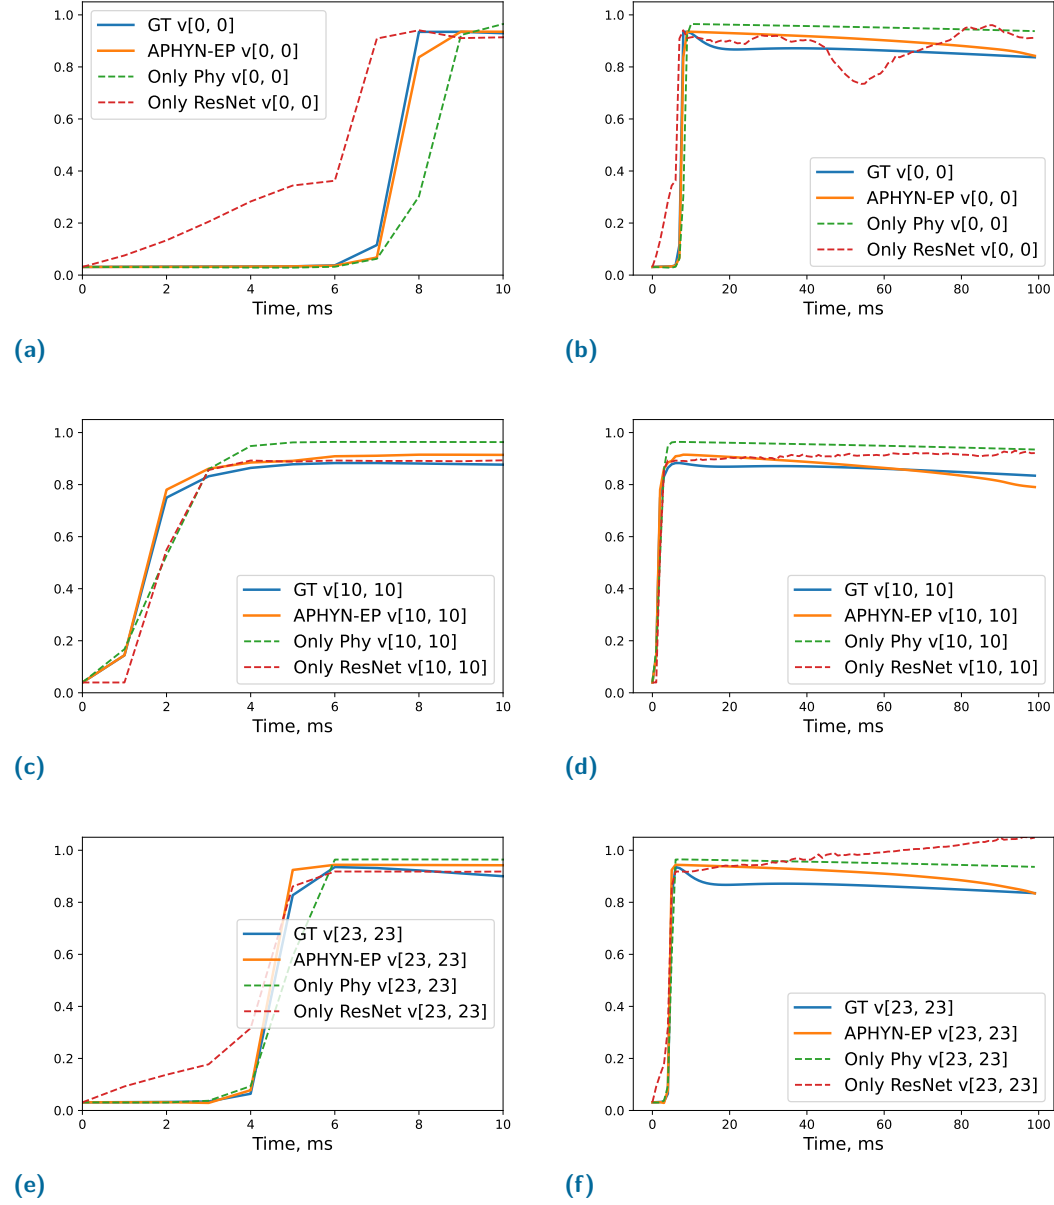 1.0
0.8
0.6
0.4
0.2
0.0
GT v[0, 0]
APHYN-EP v[0, 0]
Only Phy v[0, 0]
Only ResNet v[0, 0]
0 2 4 6 8 10
Time, ms
(a)
1.0
0.8
0.6
0.4
0.2
0.0
GT v[0, 0]
APHYN-EP v[0, 0]
Only Phy v[0, 0]
Only ResNet v[0, 0]
0 20 40 60 80 100
Time, ms
(b)
1.0
0.8
0.6
0.4
0.2
0.0
GT v[10, 10]
APHYN-EP v[10, 10]
Only Phy v[10, 10]
Only ResNet v[10, 10]
0 2 4 6 8 10
Time, ms
(c)
1.0
0.8
0.6
0.4
0.2
0.0
GT v[10, 10]
APHYN-EP v[10, 10]
Only Phy v[10, 10]
Only ResNet v[10, 10]
0 20 40 60 80 100
Time, ms
(d)
1.0
0.8
0.6
0.4
0.2
0.0
GT v[23, 23]
APHYN-EP v[23, 23]
Only Phy v[23, 23]
Only ResNet v[23, 23]
0 2 4 6 8 10
Time, ms
(e)
1.0
0.8
0.6
0.4
0.2
0.0
GT v[23, 23]
APHYN-EP v[23, 23]
Only Phy v[23, 23]
Only ResNet v[23, 23]
0 20 40 60 80 100
Time, ms
(f)